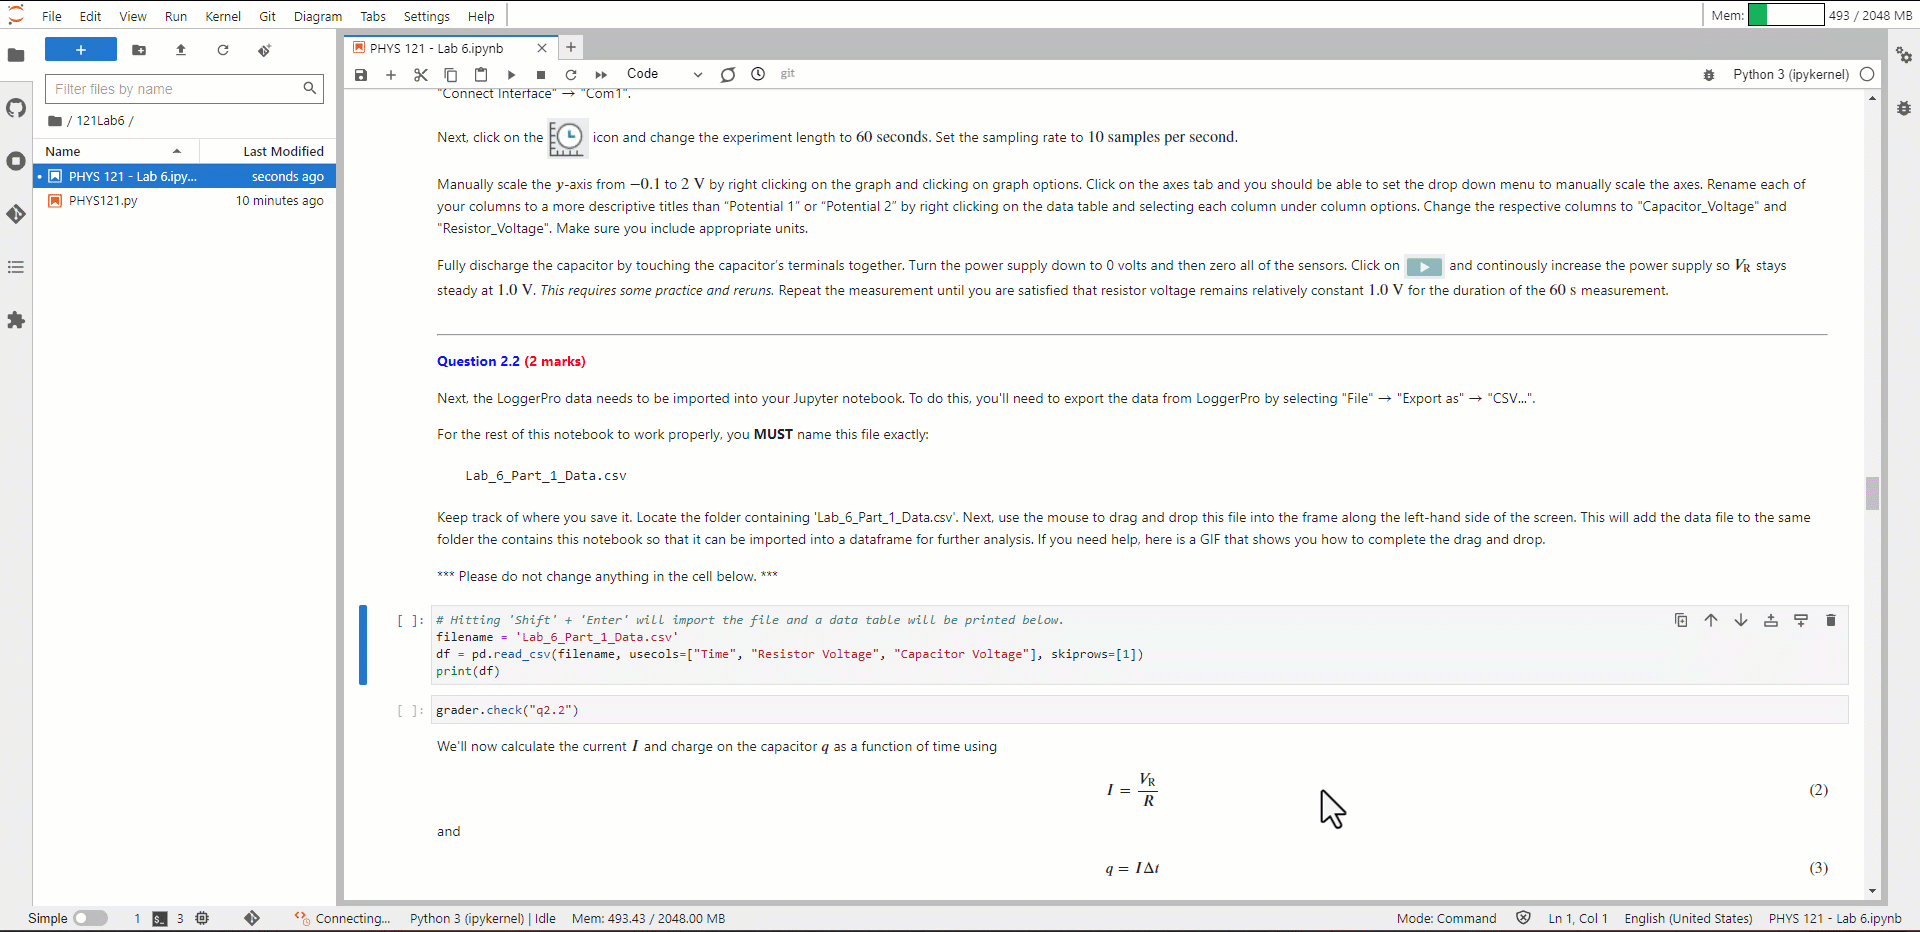 File Edit View Run Kernel Git Diagram Tabs Settings Help
Mem: 493 / 2048 MB
+
Filter files by name
/ 121Lab6 /
Name Last Modified
PHYS 121 - Lab 6.ipy... seconds ago
PHYS121.py 10 minutes ago
PHYS 121 - Lab 6.ipynb
Code git Python 3 (ipykernel)
"Connect Interface" → "Com1".
Next, click on the icon and change the experiment length to 60 seconds. Set the sampling rate to 10 samples per second.
Manually scale the y-axis from −0.1 to 2 V by right clicking on the graph and clicking on graph options. Click on the axes tab and you should be able to set the drop down menu to manually scale the axes. Rename each of
your columns to a more descriptive titles than “Potential 1” or “Potential 2” by right clicking on the data table and selecting each column under column options. Change the respective columns to "Capacitor_Voltage" and
"Resistor_Voltage". Make sure you include appropriate units.
Fully discharge the capacitor by touching the capacitor’s terminals together. Turn the power supply down to 0 volts and then zero all of the sensors. Click on and continously increase the power supply so VR stays
steady at 1.0 V. This requires some practice and reruns. Repeat the measurement until you are satisfied that resistor voltage remains relatively constant 1.0 V for the duration of the 60 s measurement.
Question 2.2 (2 marks)
Next, the LoggerPro data needs to be imported into your Jupyter notebook. To do this, you'll need to export the data from LoggerPro by selecting "File" → "Export as" → "CSV...".
For the rest of this notebook to work properly, you MUST name this file exactly:
Lab_6_Part_1_Data.csv
Keep track of where you save it. Locate the folder containing 'Lab_6_Part_1_Data.csv'. Next, use the mouse to drag and drop this file into the frame along the left-hand side of the screen. This will add the data file to the same
folder the contains this notebook so that it can be imported into a dataframe for further analysis. If you need help, here is a GIF that shows you how to complete the drag and drop.
*** Please do not change anything in the cell below. ***
[ ]: # Hitting 'Shift' + 'Enter' will import the file and a data table will be printed below.
filename = 'Lab_6_Part_1_Data.csv'
df = pd.read_csv(filename, usecols=["Time", "Resistor Voltage", "Capacitor Voltage"], skiprows=[1])
print(df)
[ ]: grader.check("q2.2")
We'll now calculate the current I and charge on the capacitor q as a function of time using
I = VR / R (2)
and
q = IΔt (3)
Simple 1 3 Connecting... Python 3 (ipykernel) | Idle Mem: 493.43 / 2048.00 MB Mode: Command Ln 1, Col 1 English (United States) PHYS 121 - Lab 6.ipynb